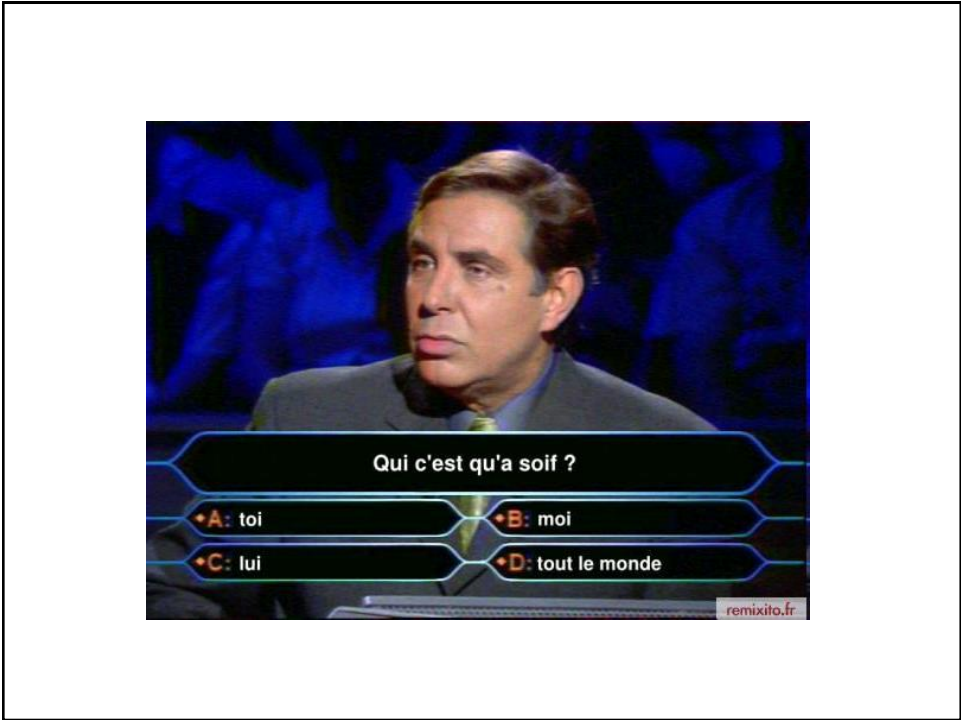 Qui c'est qu'a soif ?
A: toi
B: moi
C: lui
D: tout le monde
remixito.fr